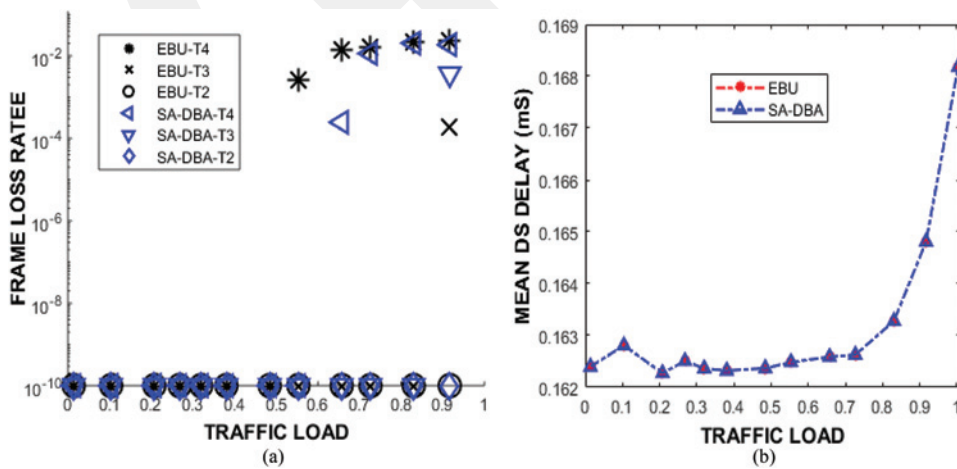 FRAME LOSS RATEE
10^-2
10^-4
10^-6
10^-8
10^-10
EBU-T4
EBU-T3
EBU-T2
SA-DBA-T4
SA-DBA-T3
SA-DBA-T2
0 0.1 0.2 0.3 0.4 0.5 0.6 0.7 0.8 0.9 1
TRAFFIC LOAD
(a)
MEAN DS DELAY (mS)
0.169
0.168
0.167
0.166
0.165
0.164
0.163
0.162
EBU
SA-DBA
0 0.1 0.2 0.3 0.4 0.5 0.6 0.7 0.8 0.9 1
TRAFFIC LOAD
(b)